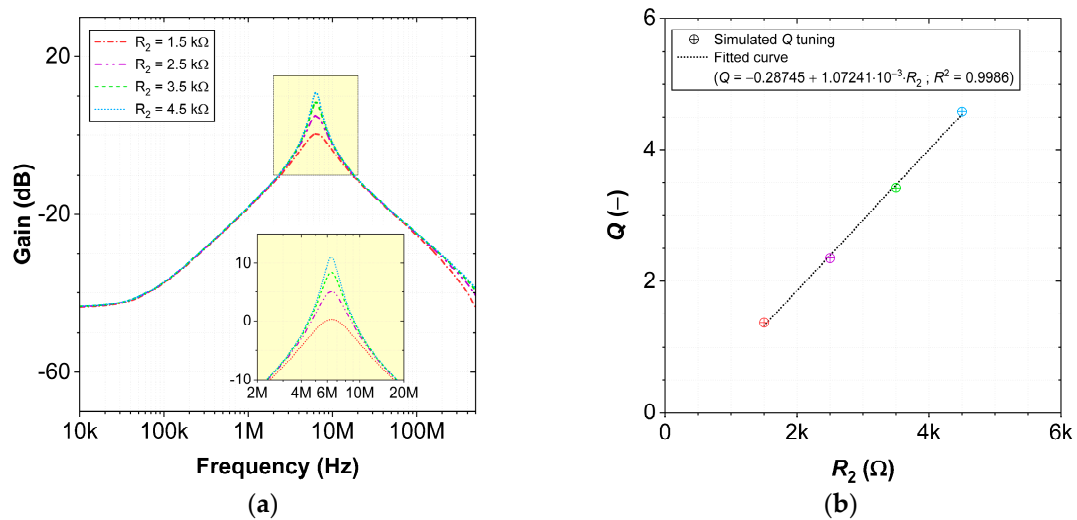 (a)
20
-20
-60
Gain (dB)
R2 = 1.5 kΩ
R2 = 2.5 kΩ
R2 = 3.5 kΩ
R2 = 4.5 kΩ
10
0
-10
2M 4M 6M 10M 20M
10k 100k 1M 10M 100M
Frequency (Hz)
(a)
(b)
6
4
2
0
Q (–)
Simulated Q tuning
Fitted curve
(Q = −0.28745 + 1.07241·10⁻³·R2 ; R² = 0.9986)
0 2k 4k 6k
R2 (Ω)
(b)